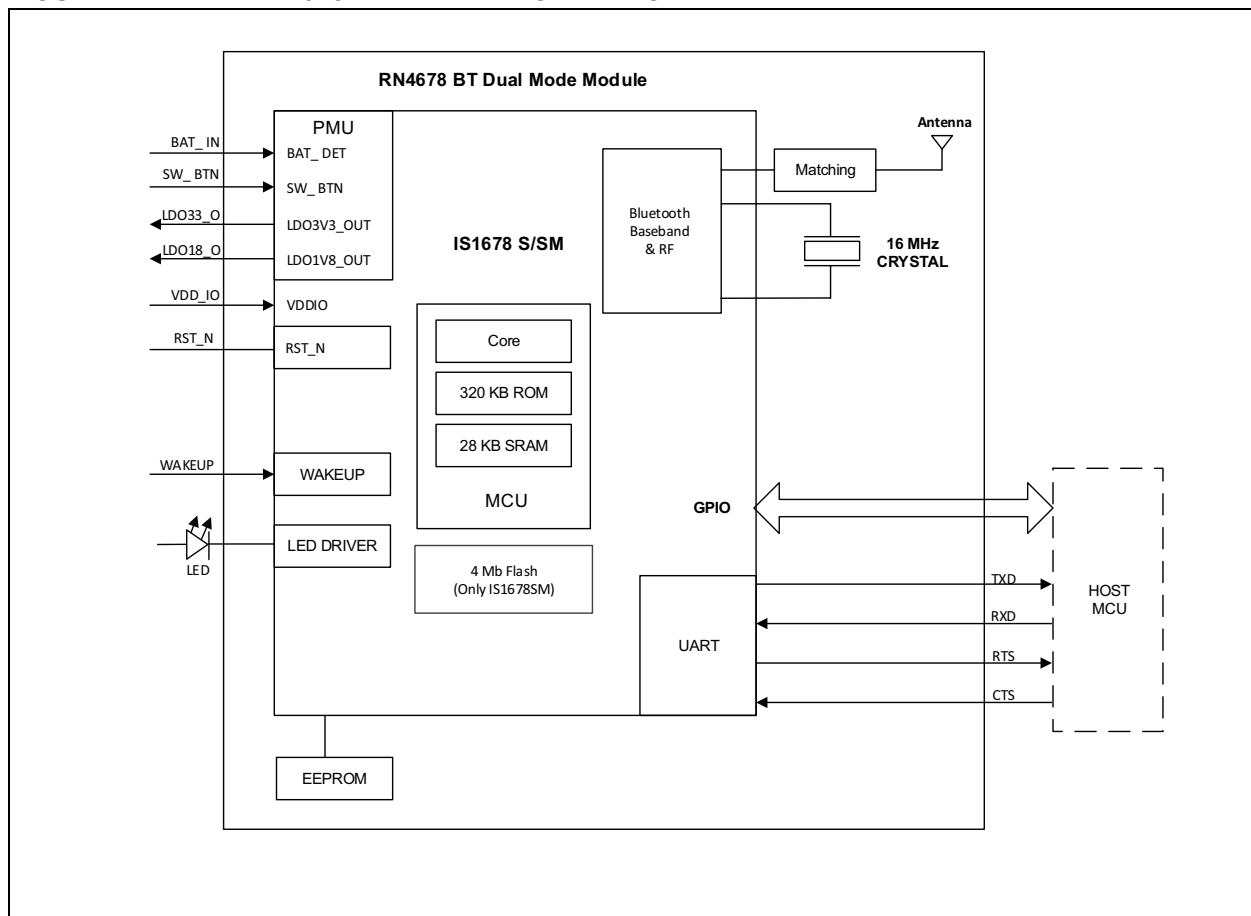 RN4678 BT Dual Mode Module
Antenna
PMU
BAT_ IN
BAT_ DET
Matching
SW_ BTN
SW_ BTN
LDO33_O
LDO3V3_OUT
Bluetooth
Baseband
& RF
IS1678 S/SM
16 MHz
CRYSTAL
LDO18_O
LDO1V8_OUT
VDD_IO
VDDIO
RST_N
RST_N
Core
320 KB ROM
28 KB SRAM
MCU
WAKEUP
WAKEUP
GPIO
LED DRIVER
LED
4 Mb Flash
(Only IS1678SM)
TXD
HOST
MCU
RXD
UART
RTS
CTS
EEPROM